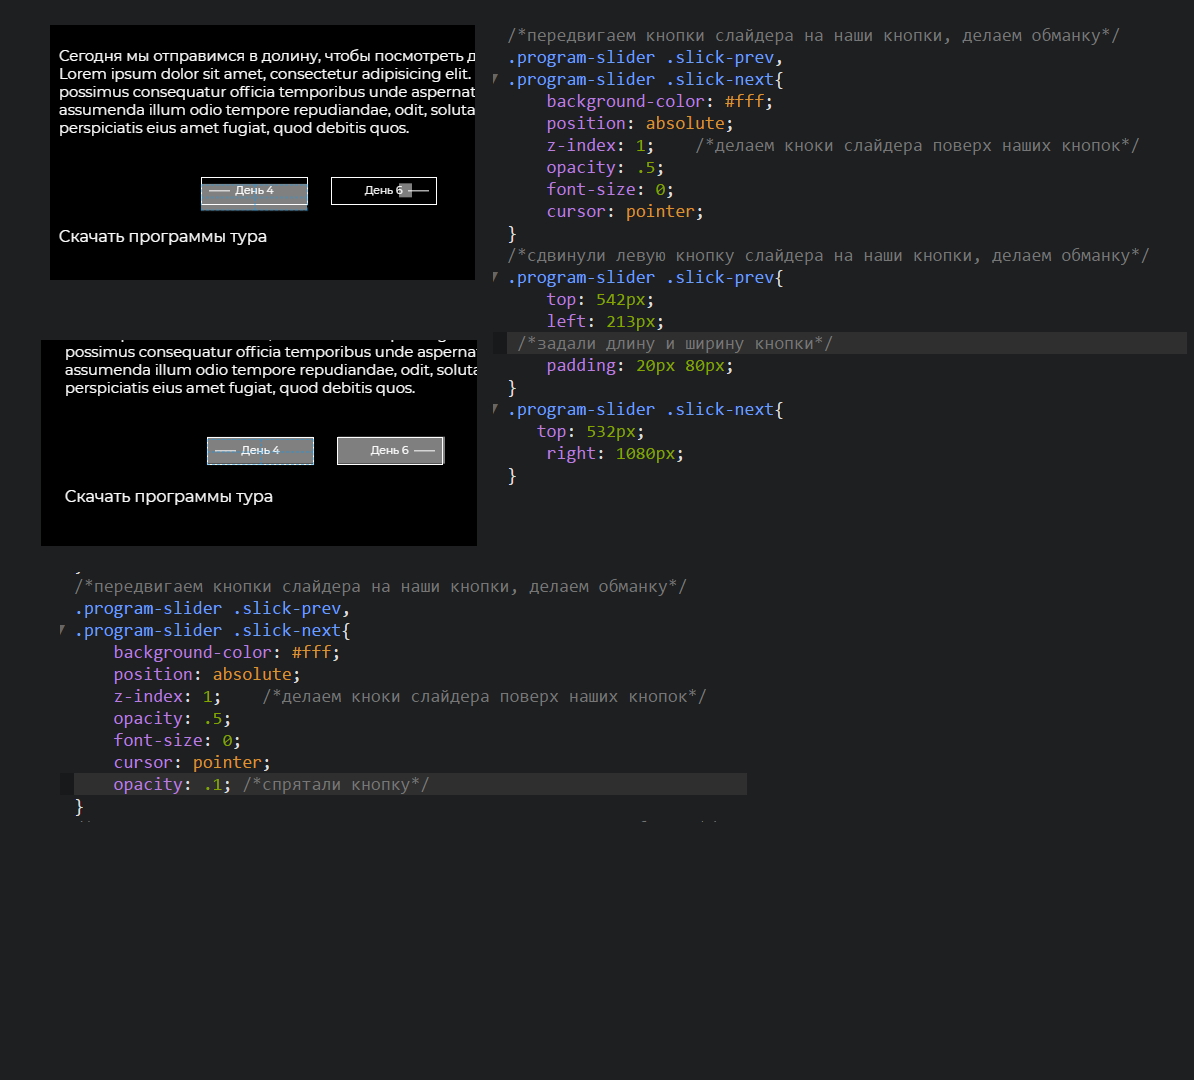 Сегодня мы отправимся в долину, чтобы посмотреть д
Lorem ipsum dolor sit amet, consectetur adipisicing elit.
possimus consequatur officia temporibus unde aspernat
assumenda illum odio tempore repudiandae, odit, soluta
perspiciatis eius amet fugiat, quod debitis quos.
День 4
День 6
Скачать программы тура
/*передвигаем кнопки слайдера на наши кнопки, делаем обманку*/
.program-slider .slick-prev,
.program-slider .slick-next{
background-color: #fff;
position: absolute;
z-index: 1; /*делаем кноки слайдера поверх наших кнопок*/
opacity: .5;
font-size: 0;
cursor: pointer;
}
/*сдвинули левую кнопку слайдера на наши кнопки, делаем обманку*/
.program-slider .slick-prev{
top: 542px;
left: 213px;
/*задали длину и ширину кнопки*/
padding: 20px 80px;
}
.program-slider .slick-next{
top: 532px;
right: 1080px;
}
possimus consequatur officia temporibus unde aspernat
assumenda illum odio tempore repudiandae, odit, soluta
perspiciatis eius amet fugiat, quod debitis quos.
День 4
День 6
Скачать программы тура
/*передвигаем кнопки слайдера на наши кнопки, делаем обманку*/
.program-slider .slick-prev,
.program-slider .slick-next{
background-color: #fff;
position: absolute;
z-index: 1; /*делаем кноки слайдера поверх наших кнопок*/
opacity: .5;
font-size: 0;
cursor: pointer;
opacity: .1; /*спрятали кнопку*/
}